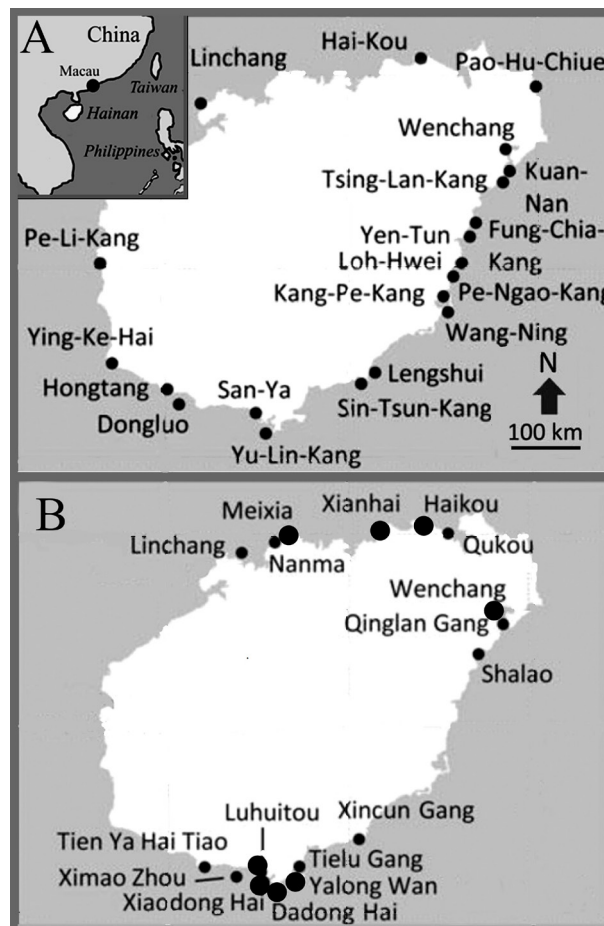 A
China
Macau
Taiwan
Hainan
Philippines
Linchang
Hai-Kou
Pao-Hu-Chiue
Wenchang
Tsing-Lan-Kang
Kuan-
Nan
Yen-Tun
Fung-Chia-
Kang
Loh-Hwei
Pe-Li-Kang
Kang-Pe-Kang
Pe-Ngao-Kang
Wang-Ning
Ying-Ke-Hai
Hongtang
San-Ya
Lengshui
N
Dongluo
Sin-Tsun-Kang
100 km
Yu-Lin-Kang
B
Meixia
Xianhai
Haikou
Linchang
Nanma
Qukou
Wenchang
Qinglan Gang
Shalao
Luhuitou
Xincun Gang
Tien Ya Hai Tiao
Tielu Gang
Ximao Zhou
Yalong Wan
Xiaodong Hai
Dadong Hai